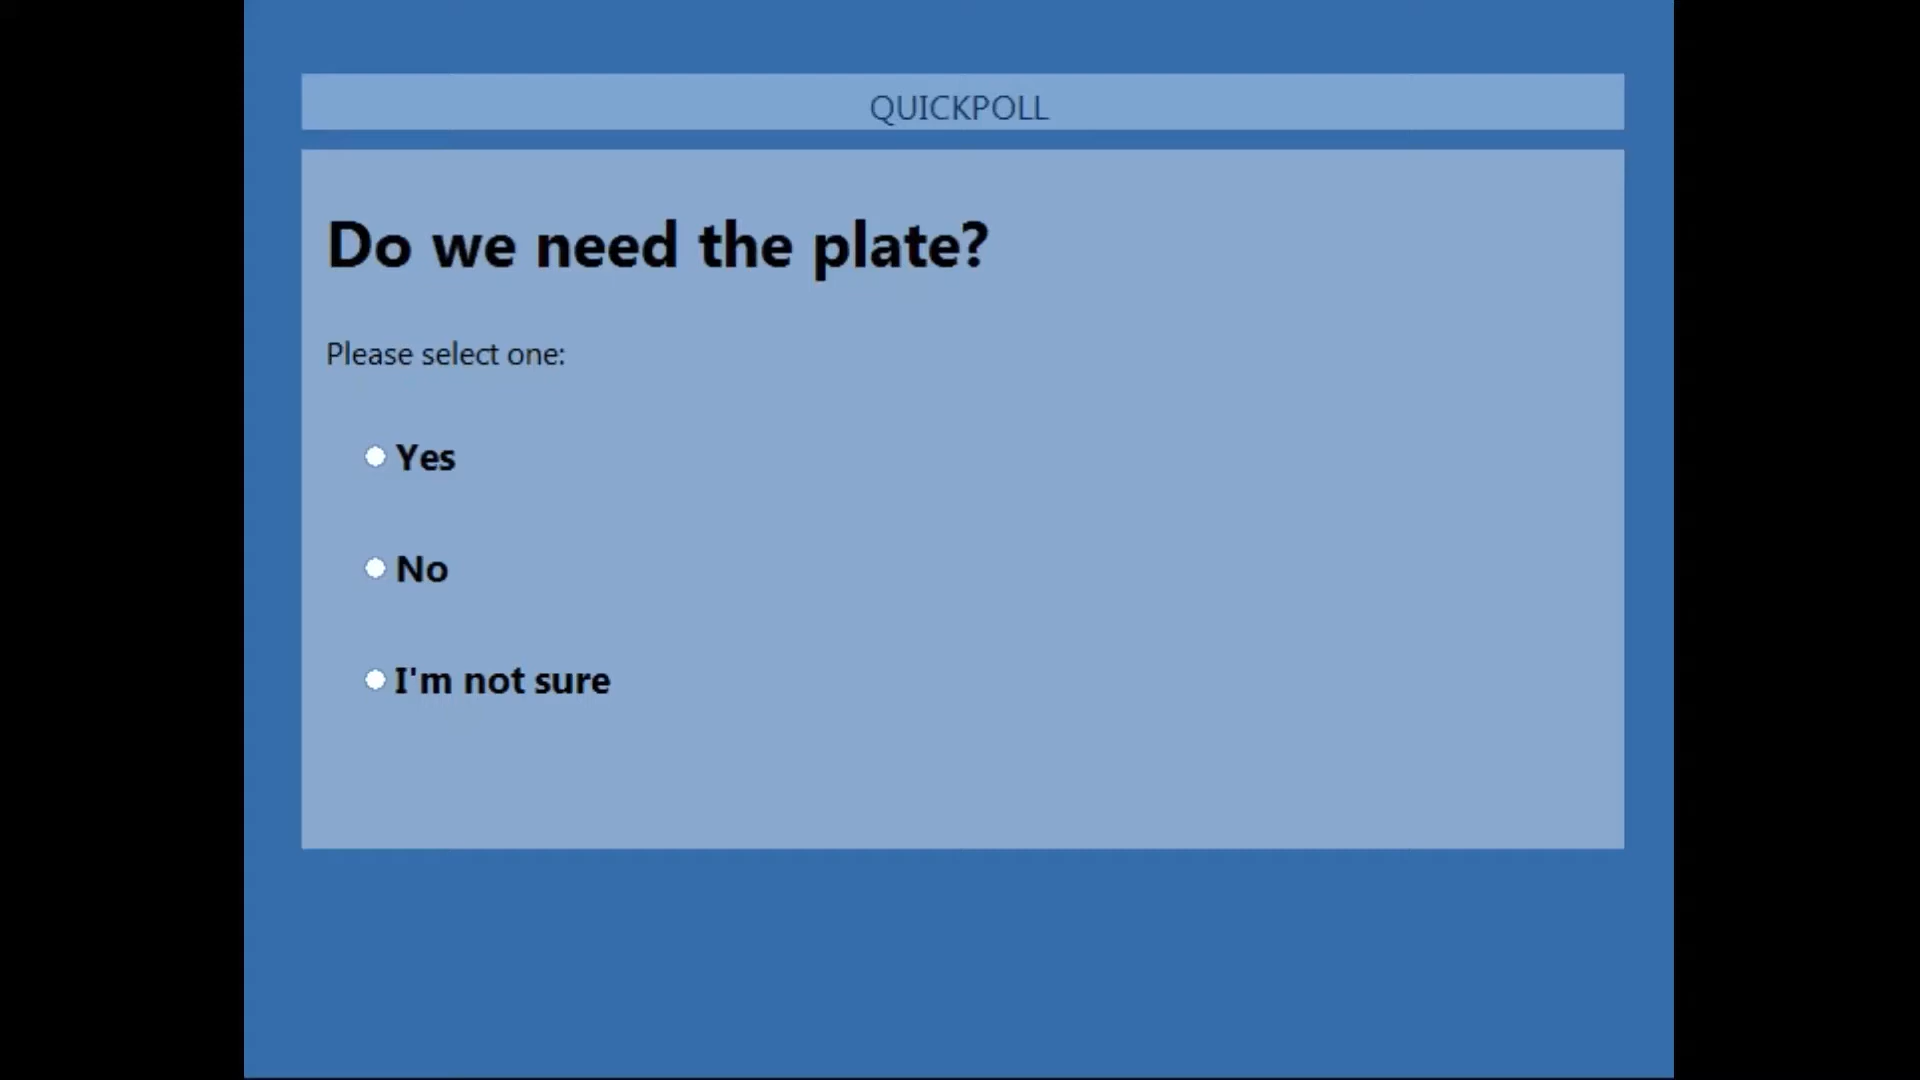 QUICKPOLL
Do we need the plate?
Please select one:
Yes
No
I'm not sure